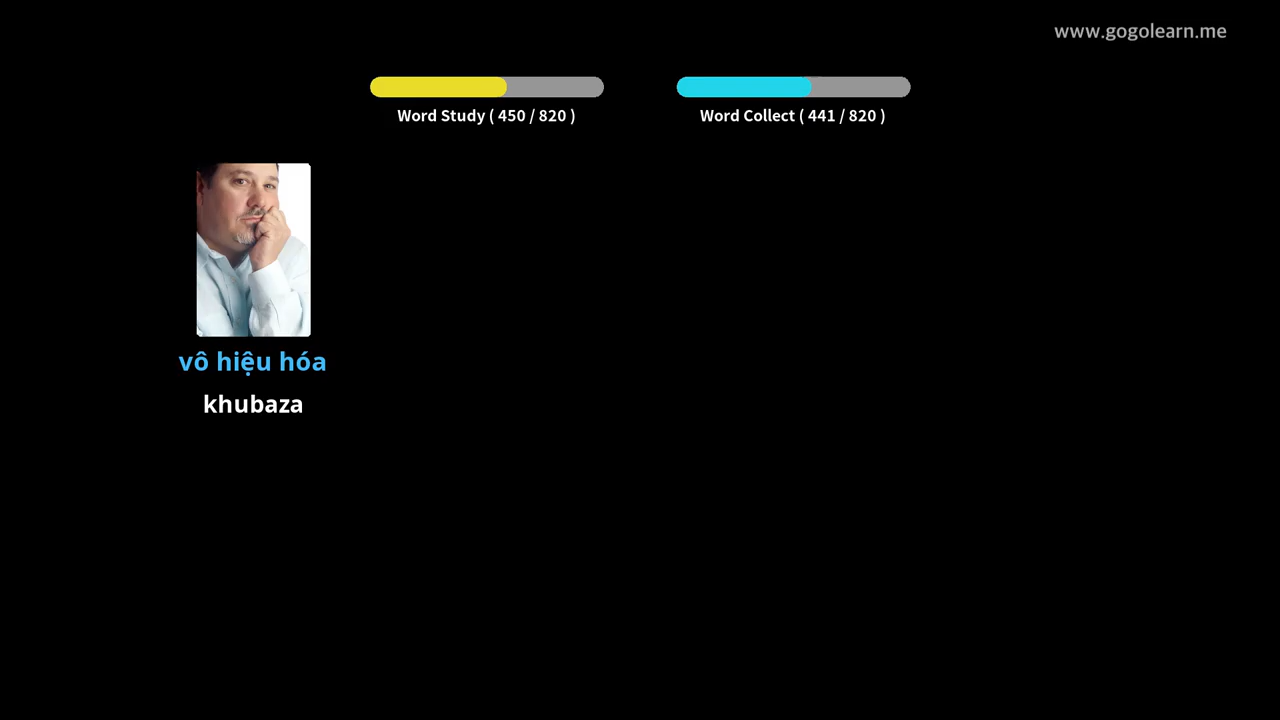 www.gogolearn.me
Word Study ( 450 / 820 )
Word Collect ( 441 / 820 )
vô hiệu hóa
khubaza